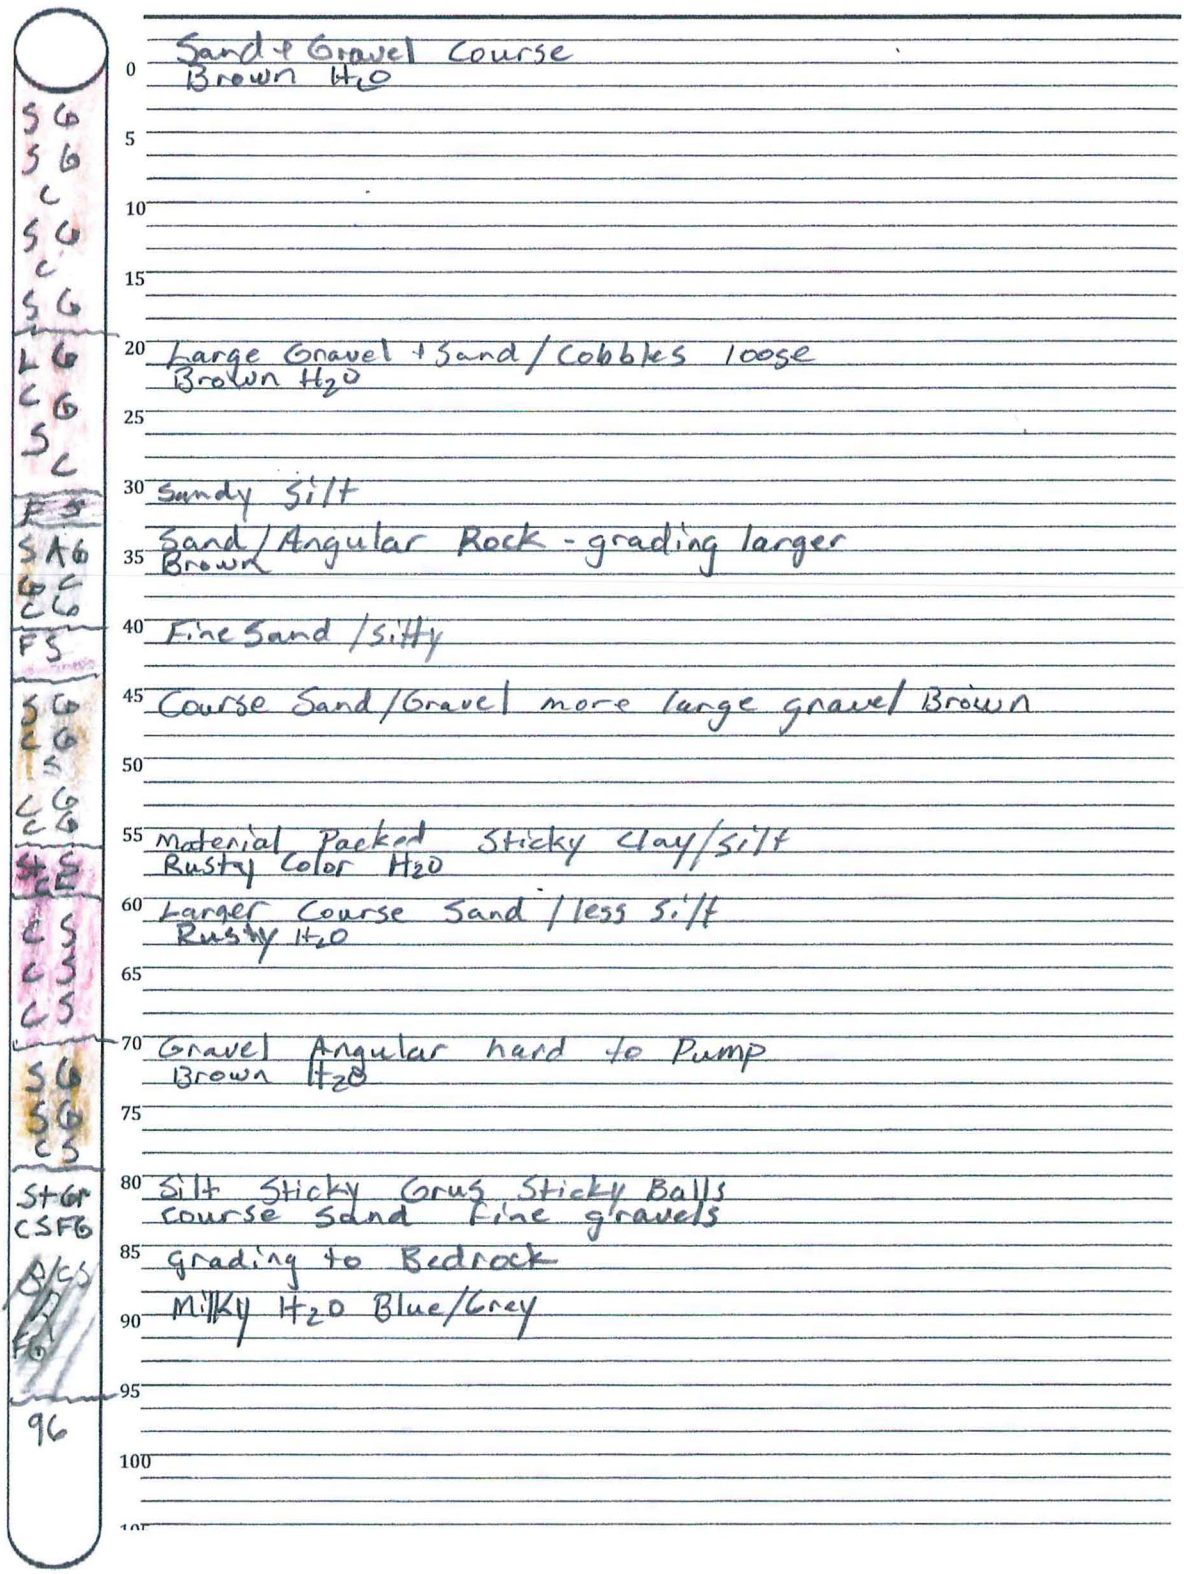 Sand + Gravel Course
0 Brown H2O
S G
5
S G
C
10
S G
C
15
S G
20 Large Gravel + Sand/Cobbles loose
L G
Brown H2O
C G
25
S
C
30 Sandy Silt
F S
Sand/Angular Rock - grading larger
S A G
35 Brown
G C
C G
40 Fine Sand/Silty
F S
45 Course Sand/Gravel more large gravel Brown
S G
C G
50
S
C G
C G
55 Material Packed Sticky Clay/Silt
Rusty Color H2O
60 Larger Course Sand/less Silt
C S
Rusty H2O
65
C S
C S
70 Gravel Angular hard to Pump
S G
Brown H2O
75
S G
C S
80 Silt Sticky Grus Sticky Balls
St Gr
Course Sand Fine gravels
CSFG
85 grading to Bedrock
B/CS
90 Milky H2O Blue/Grey
FG
95
96
100